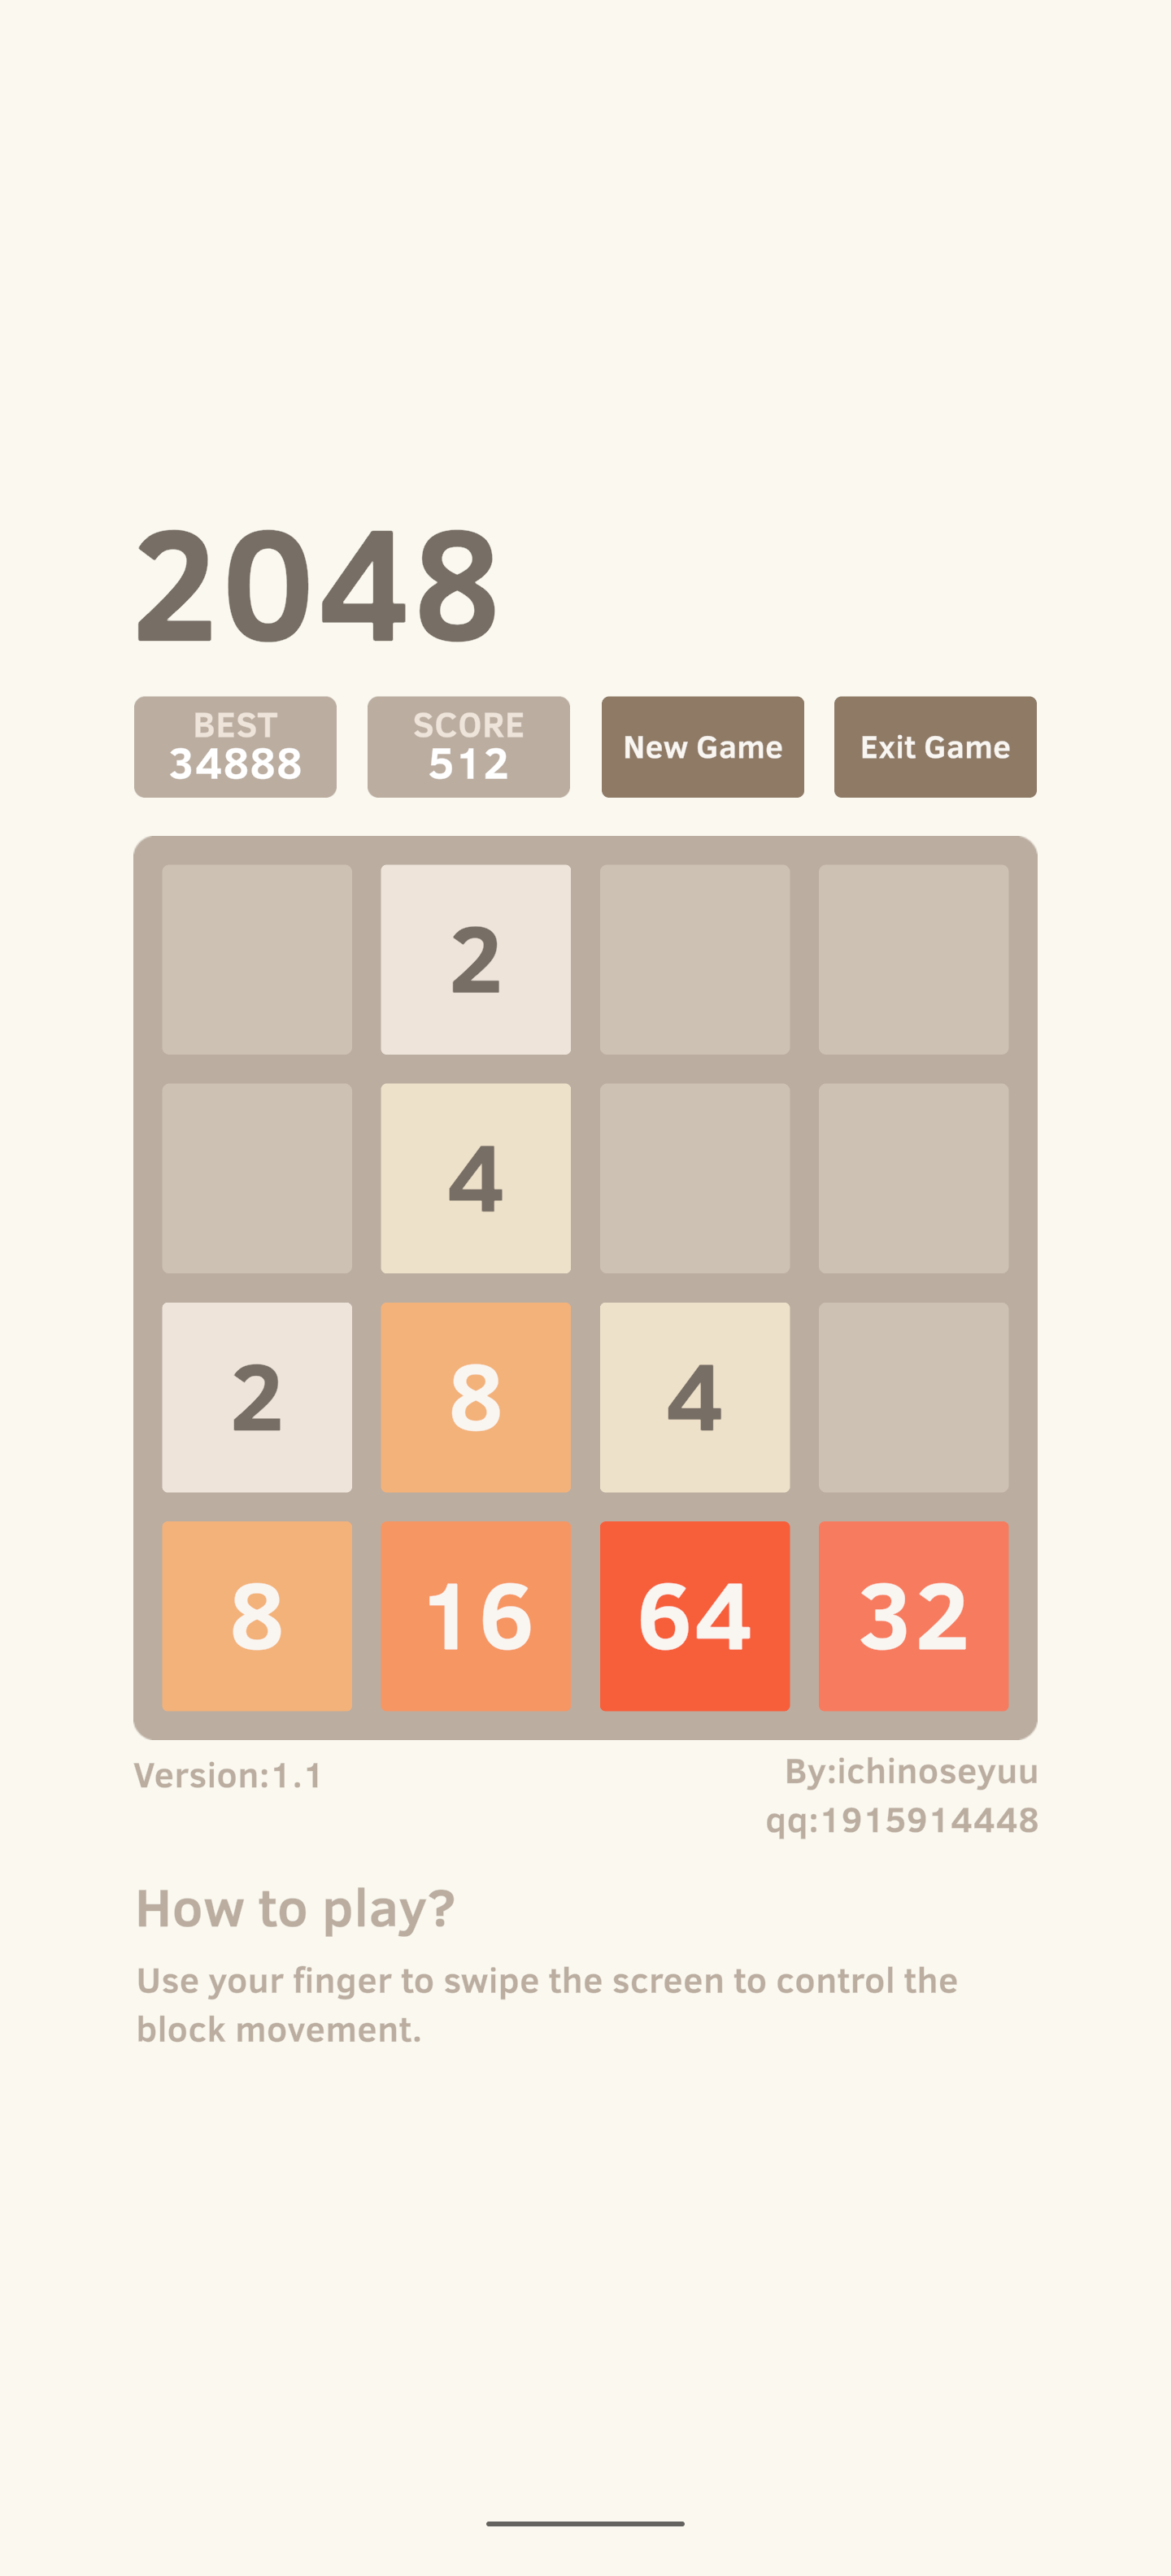 2048
BEST
34888
SCORE
512
New Game
Exit Game
2
4
2 8 4
8 16 64 32
Version:1.1
By:ichinoseyuu
qq:1915914448
How to play?
Use your finger to swipe the screen to control the
block movement.